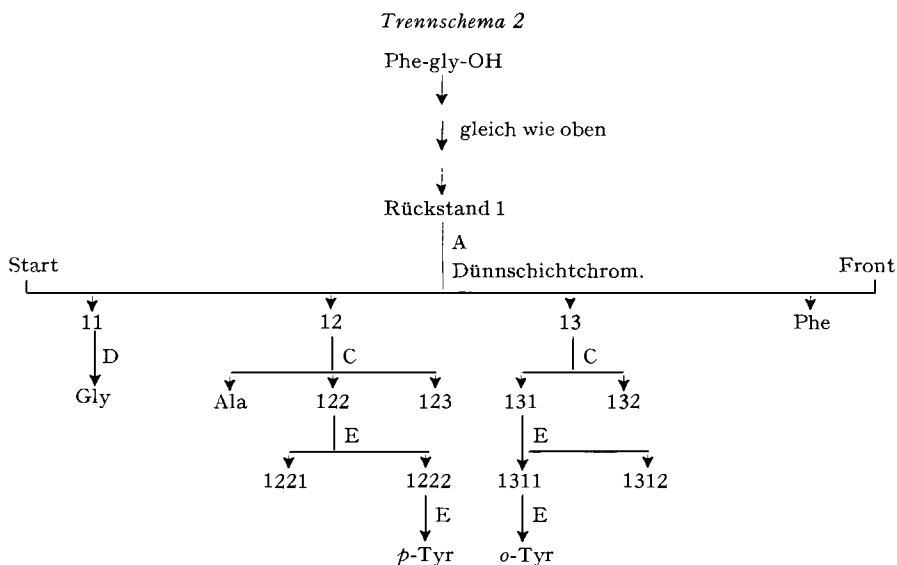 Trennschema 2
Phe-gly-OH
gleich wie oben
Rückstand 1
A
Start
Dünnschichtchrom.
Front
11
12
13
Phe
D
C
C
Gly
Ala
122
123
131
132
E
E
1221
1222
1311
1312
E
E
p-Tyr
o-Tyr